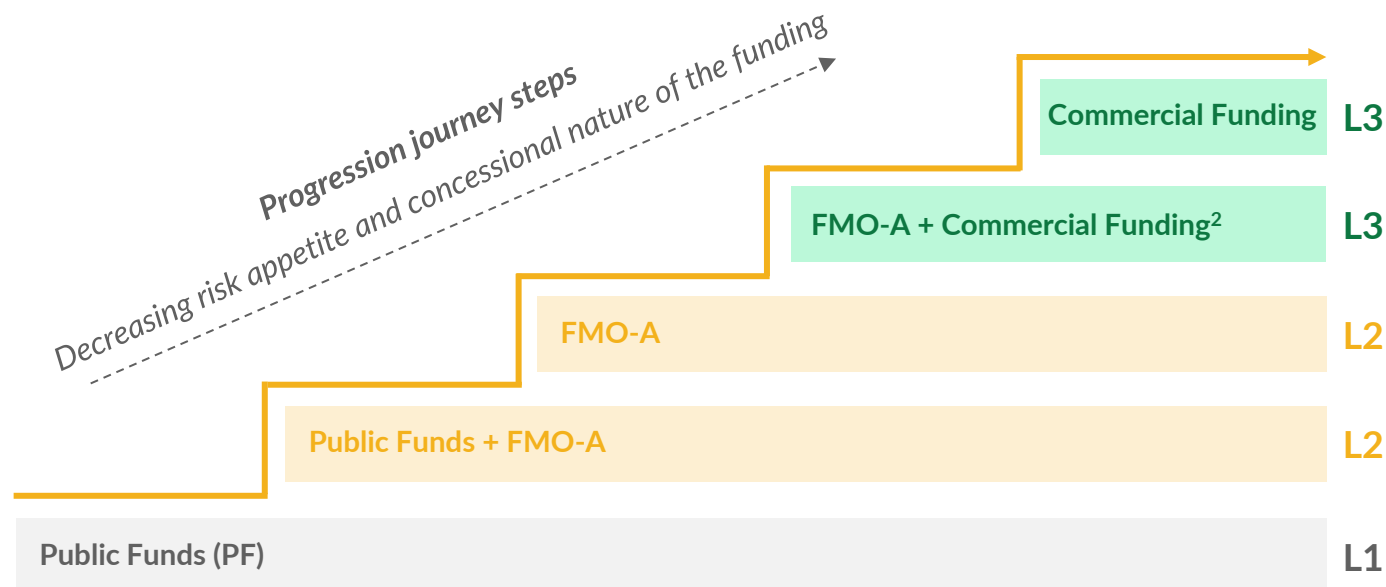 Progression journey steps
Decreasing risk appetite and concessional nature of the funding
Commercial Funding L3
FMO-A + Commercial Funding² L3
FMO-A L2
Public Funds + FMO-A L2
Public Funds (PF) L1